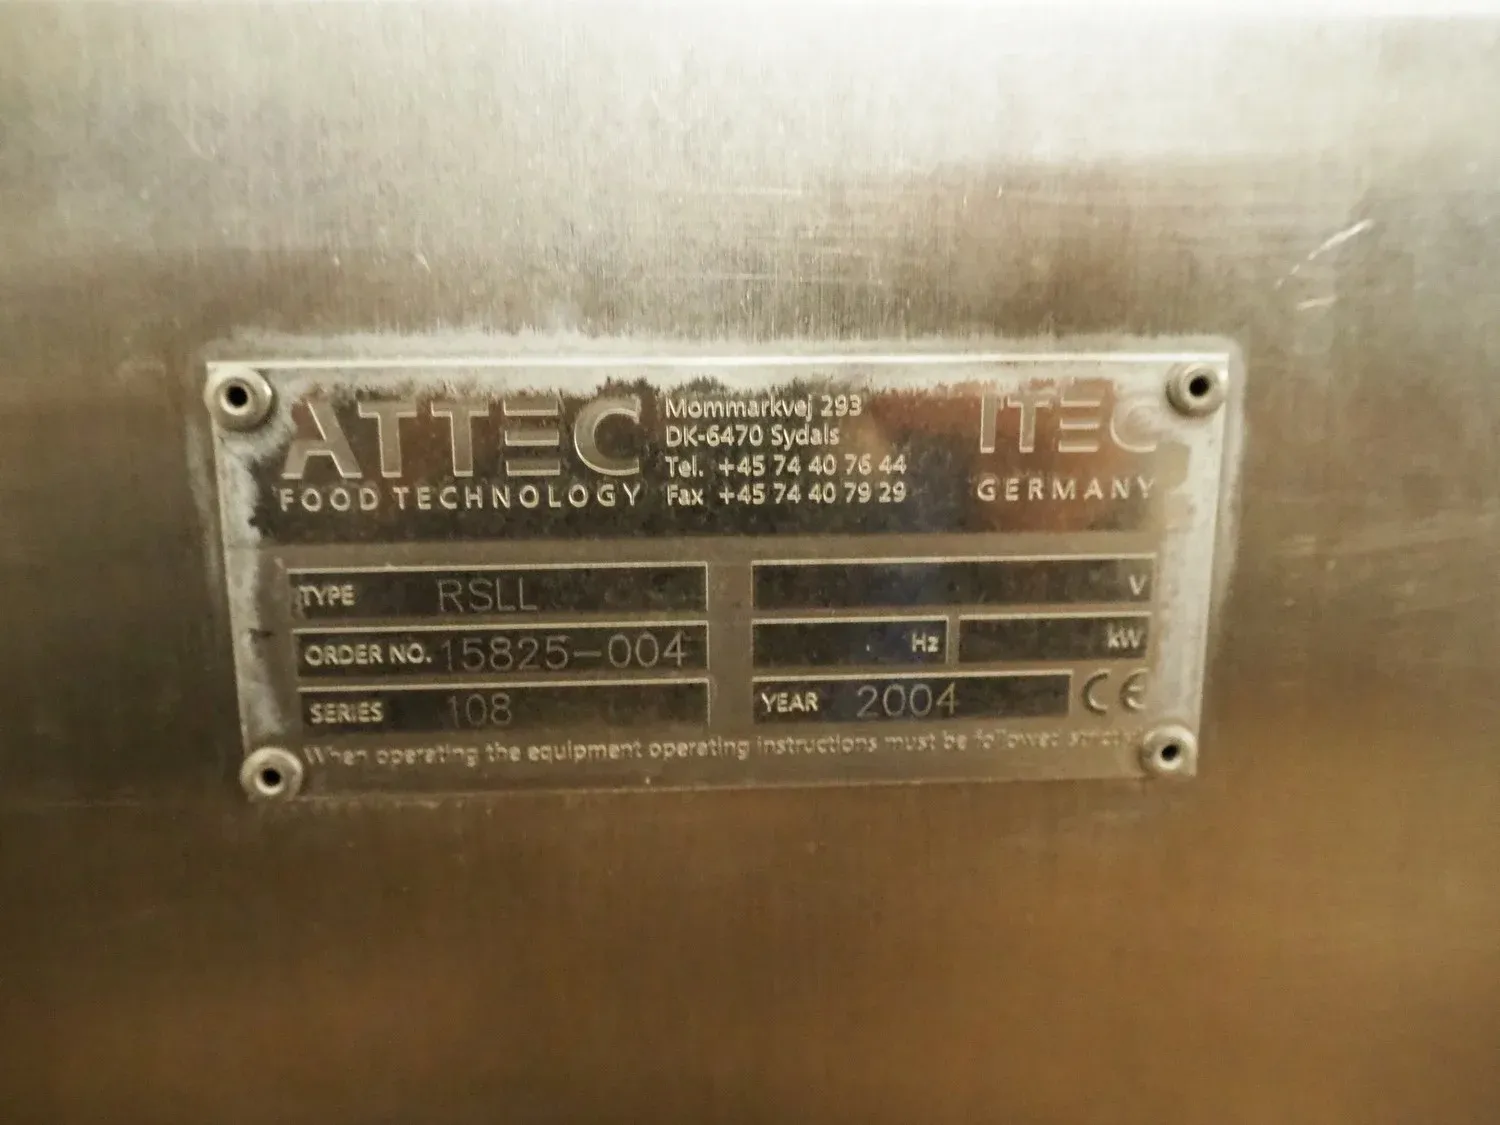 ATTEC
FOOD TECHNOLOGY
Mommarkvej 293
DK-6470 Sydals
Tel. +45 74 40 76 44
Fax +45 74 40 79 29
ITEC
GERMANY
TYPE RSLL
V
ORDER NO. 15825-004
Hz
kW
SERIES 108
YEAR 2004
CE
When operating the equipment operating instructions must be followed strictly